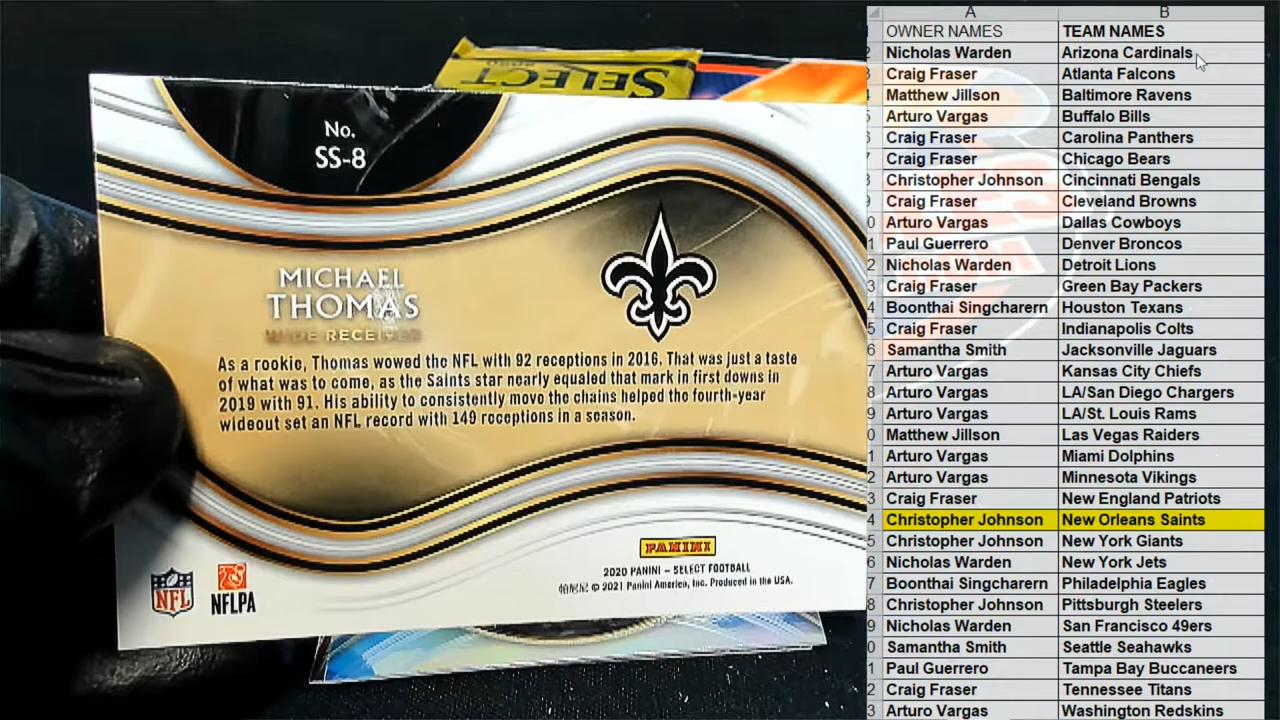 SELECT
No.
SS-8
MICHAEL
THOMAS
WIDE RECEIVER
As a rookie, Thomas wowed the NFL with 92 receptions in 2016. That was just a taste
of what was to come, as the Saints star nearly equaled that mark in first downs in
2019 with 91. His ability to consistently move the chains helped the fourth-year
wideout set an NFL record with 149 receptions in a season.
PANINI
2020 PANINI – SELECT FOOTBALL
© 2021 Panini America, Inc. Produced in the USA.
NFL
NFLPA
A B
OWNER NAMES TEAM NAMES
Nicholas Warden Arizona Cardinals
Craig Fraser Atlanta Falcons
Matthew Jillson Baltimore Ravens
Arturo Vargas Buffalo Bills
Craig Fraser Carolina Panthers
Craig Fraser Chicago Bears
Christopher Johnson Cincinnati Bengals
Craig Fraser Cleveland Browns
Arturo Vargas Dallas Cowboys
Paul Guerrero Denver Broncos
Nicholas Warden Detroit Lions
Craig Fraser Green Bay Packers
Boonthai Singcharern Houston Texans
Craig Fraser Indianapolis Colts
Samantha Smith Jacksonville Jaguars
Arturo Vargas Kansas City Chiefs
Arturo Vargas LA/San Diego Chargers
Arturo Vargas LA/St. Louis Rams
Matthew Jillson Las Vegas Raiders
Arturo Vargas Miami Dolphins
Arturo Vargas Minnesota Vikings
Craig Fraser New England Patriots
Christopher Johnson New Orleans Saints
Christopher Johnson New York Giants
Nicholas Warden New York Jets
Boonthai Singcharern Philadelphia Eagles
Christopher Johnson Pittsburgh Steelers
Nicholas Warden San Francisco 49ers
Samantha Smith Seattle Seahawks
Paul Guerrero Tampa Bay Buccaneers
Craig Fraser Tennessee Titans
Arturo Vargas Washington Redskins